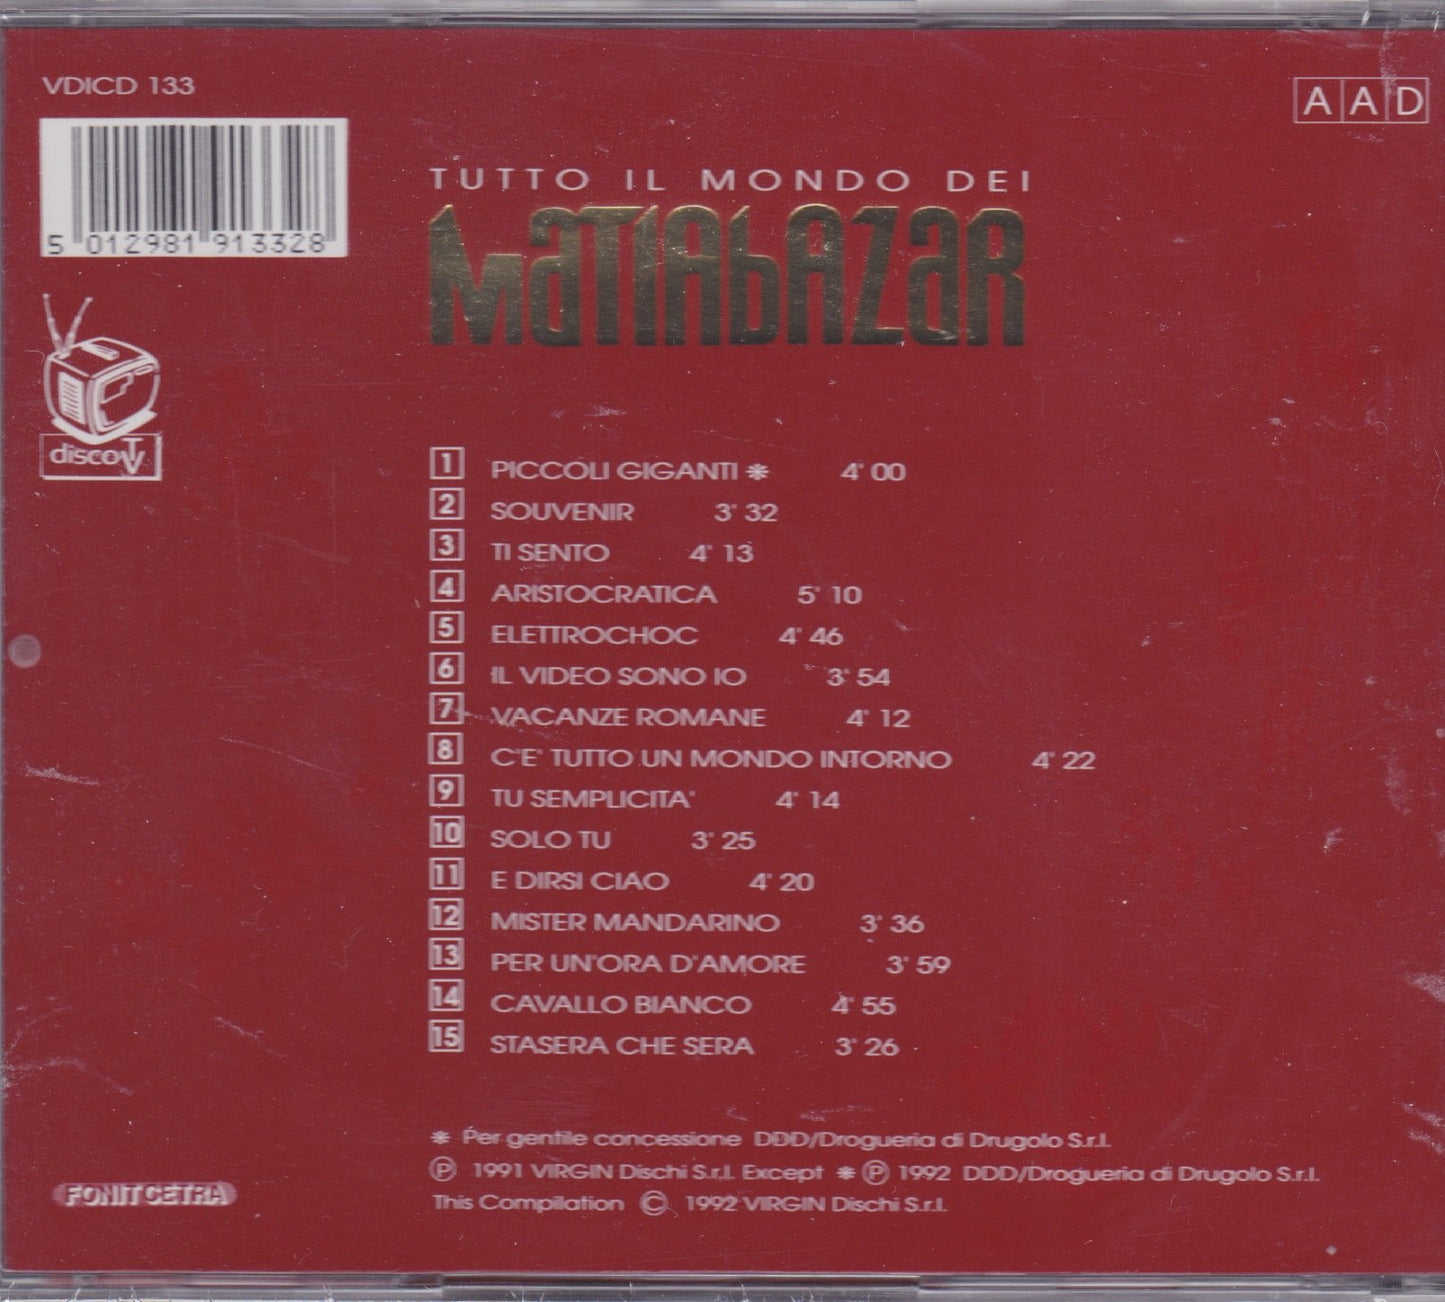 VDICD 133
AAD
5 012981 913328
TUTTO IL MONDO DEI
MATIABAZAR
disco TV
1 PICCOLI GIGANTI * 4' 00
2 SOUVENIR 3' 32
3 TI SENTO 4' 13
4 ARISTOCRATICA 5' 10
5 ELETTROCHOC 4' 46
6 IL VIDEO SONO IO 3' 54
7 VACANZE ROMANE 4' 12
8 C'E' TUTTO UN MONDO INTORNO 4' 22
9 TU SEMPLICITA' 4' 14
10 SOLO TU 3' 25
11 E DIRSI CIAO 4' 20
12 MISTER MANDARINO 3' 36
13 PER UN'ORA D'AMORE 3' 59
14 CAVALLO BIANCO 4' 55
15 STASERA CHE SERA 3' 26
* Per gentile concessione DDD/Drogueria di Drugolo S.r.l.
Ⓟ 1991 VIRGIN Dischi S.r.l. Except * Ⓟ 1992 DDD/Drogueria di Drugolo S.r.l.
This Compilation © 1992 VIRGIN Dischi S.r.l.
FONIT CETRA